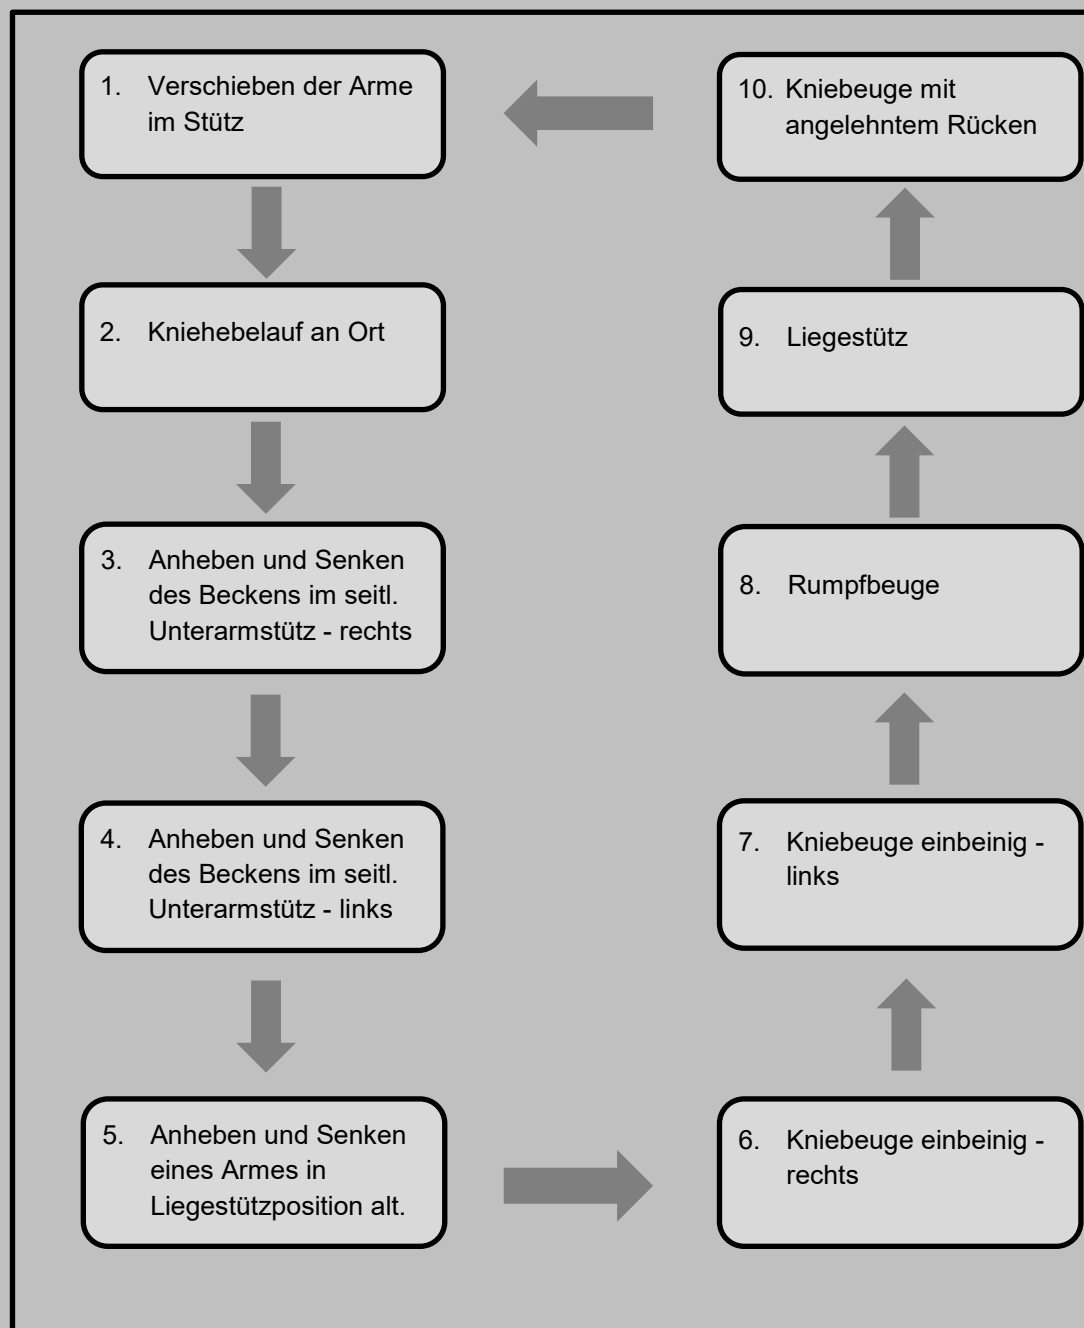 1. Verschieben der Arme
im Stütz
2. Kniehebelauf an Ort
3. Anheben und Senken
des Beckens im seitl.
Unterarmstütz - rechts
4. Anheben und Senken
des Beckens im seitl.
Unterarmstütz - links
5. Anheben und Senken
eines Armes in
Liegestützposition alt.
6. Kniebeuge einbeinig -
rechts
7. Kniebeuge einbeinig -
links
8. Rumpfbeuge
9. Liegestütz
10. Kniebeuge mit
angelehntem Rücken